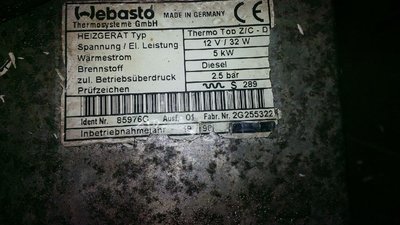 Webasto MADE IN GERMANY CE
Thermosysteme GmbH
HEIZGERÄT Typ Thermo Top Z/C - D
Spannung / El. Leistung 12 V / 32 W
Wärmestrom 5 kW
Brennstoff Diesel
zul. Betriebsüberdruck 2.5 bar
Prüfzeichen S 289
Ident Nr. 85976C Ausf. 01 Fabr. Nr. 2G255322
Inbetriebnahmejahr 19 98